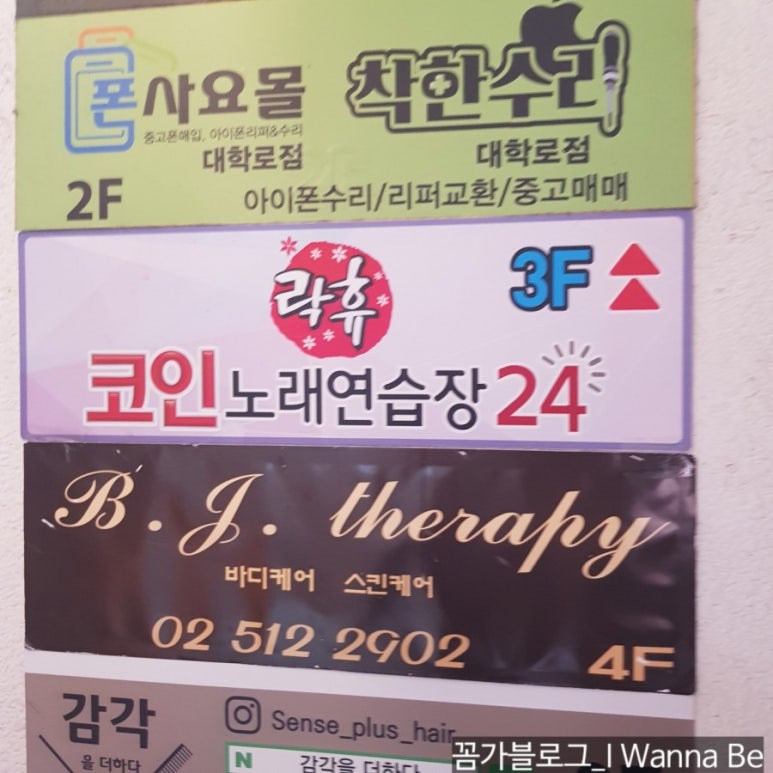 폰 사요몰
중고폰매입, 아이폰리퍼&수리
대학로점
착한수리
대학로점
2F
아이폰수리/리퍼교환/중고매매
락휴
3F
코인노래연습장24
B.J. therapy
바디케어 스킨케어
02 512 2902
4F
감각
을 더하다
Sense_plus_hair
N
감각을 더하다
꼼가블로그_I Wanna Be